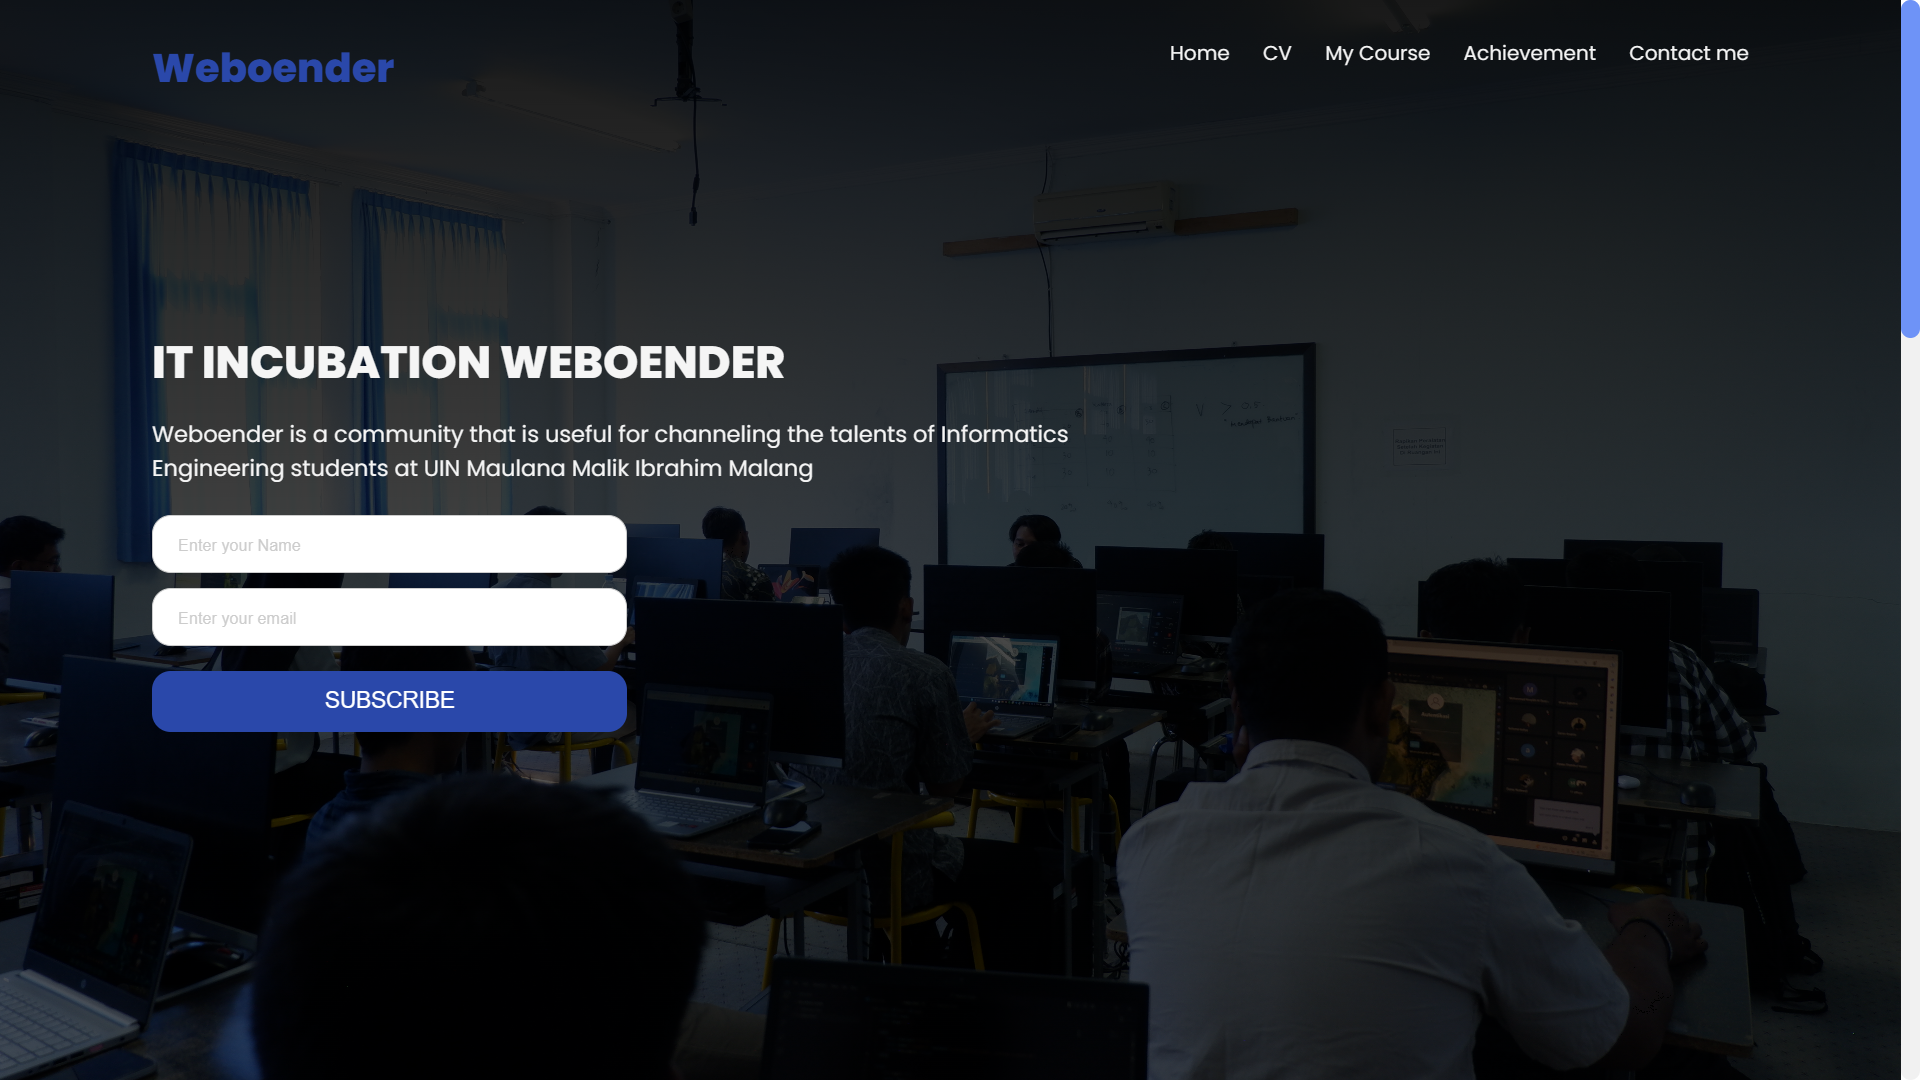 Weboender
Home
CV
My Course
Achievement
Contact me
IT INCUBATION WEBOENDER
Weboender is a community that is useful for channeling the talents of Informatics
Engineering students at UIN Maulana Malik Ibrahim Malang
Enter your Name
Enter your email
SUBSCRIBE